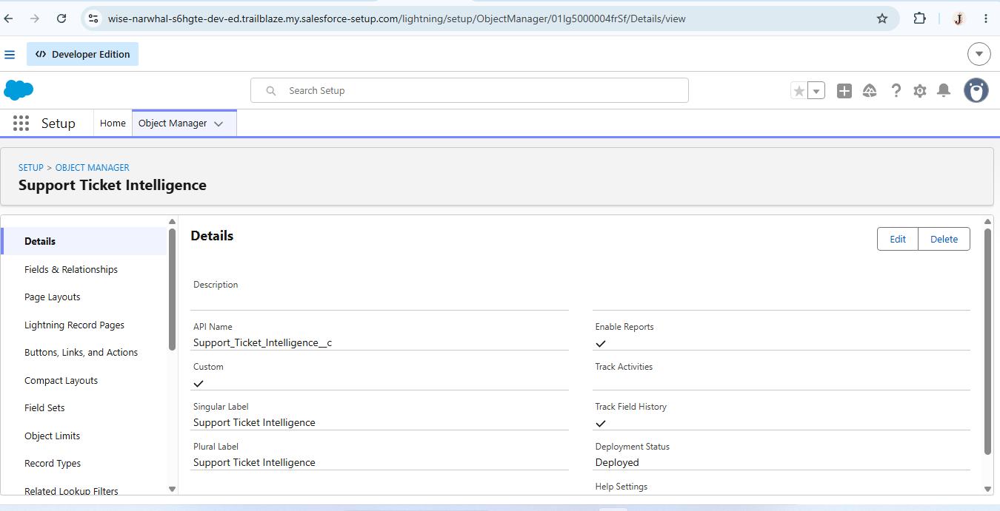 wise-narwhal-s6hgte-dev-ed.trailblaze.my.salesforce-setup.com/lightning/setup/ObjectManager/01Ig5000004frSf/Details/view
J
Developer Edition
Search Setup
Setup
Home
Object Manager
SETUP > OBJECT MANAGER
Support Ticket Intelligence
Details
Fields & Relationships
Page Layouts
Lightning Record Pages
Buttons, Links, and Actions
Compact Layouts
Field Sets
Object Limits
Record Types
Related Lookup Filters
Details
Edit
Delete
Description
API Name
Support_Ticket_Intelligence__c
Custom
Singular Label
Support Ticket Intelligence
Plural Label
Support Ticket Intelligence
Enable Reports
Track Activities
Track Field History
Deployment Status
Deployed
Help Settings